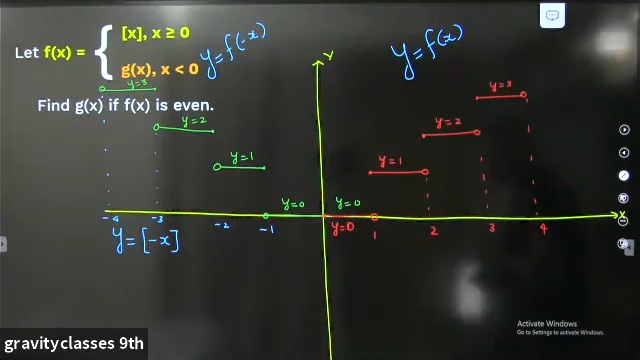 Let f(x) = { [x], x ≥ 0
g(x), x < 0
y = f(-x)
y = f(x)
Find g(x) if f(x) is even.
y=3
y=2
y=1
y=0
y=0
y=0
y=1
y=2
y=3
Y
X
-4 -3 -2 -1 1 2 3 4
y = [-x]
Activate Windows
Go to Settings to activate Windows.
gravityclasses 9th